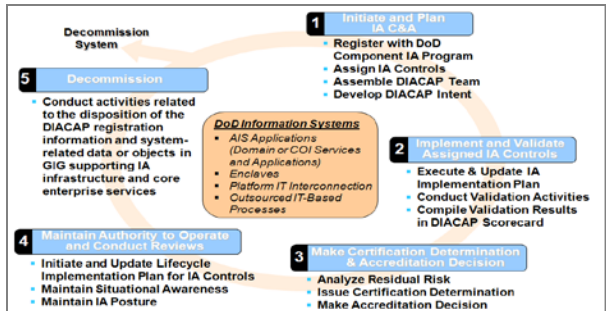 Decommission
System
1 Initiate and Plan
IA C&A
Register with DoD
Component IA Program
Assign IA Controls
Assemble DIACAP Team
Develop DIACAP Intent
5 Decommission
Conduct activities related
to the disposition of the
DIACAP registration
information and system-
related data or objects in
GIG supporting IA
infrastructure and core
enterprise services
DoD Information Systems
AIS Applications
(Domain or COI Services
and Applications)
Enclaves
Platform IT Interconnection
Outsourced IT-Based
Processes
2 Implement and Validate
Assigned IA Controls
Execute & Update IA
Implementation Plan
Conduct Validation Activities
Compile Validation Results
in DIACAP Scorecard
4 Maintain Authority to Operate
and Conduct Reviews
Initiate and Update Lifecycle
Implementation Plan for IA Controls
Maintain Situational Awareness
Maintain IA Posture
3 Make Certification Determination
& Accreditation Decision
Analyze Residual Risk
Issue Certification Determination
Make Accreditation Decision